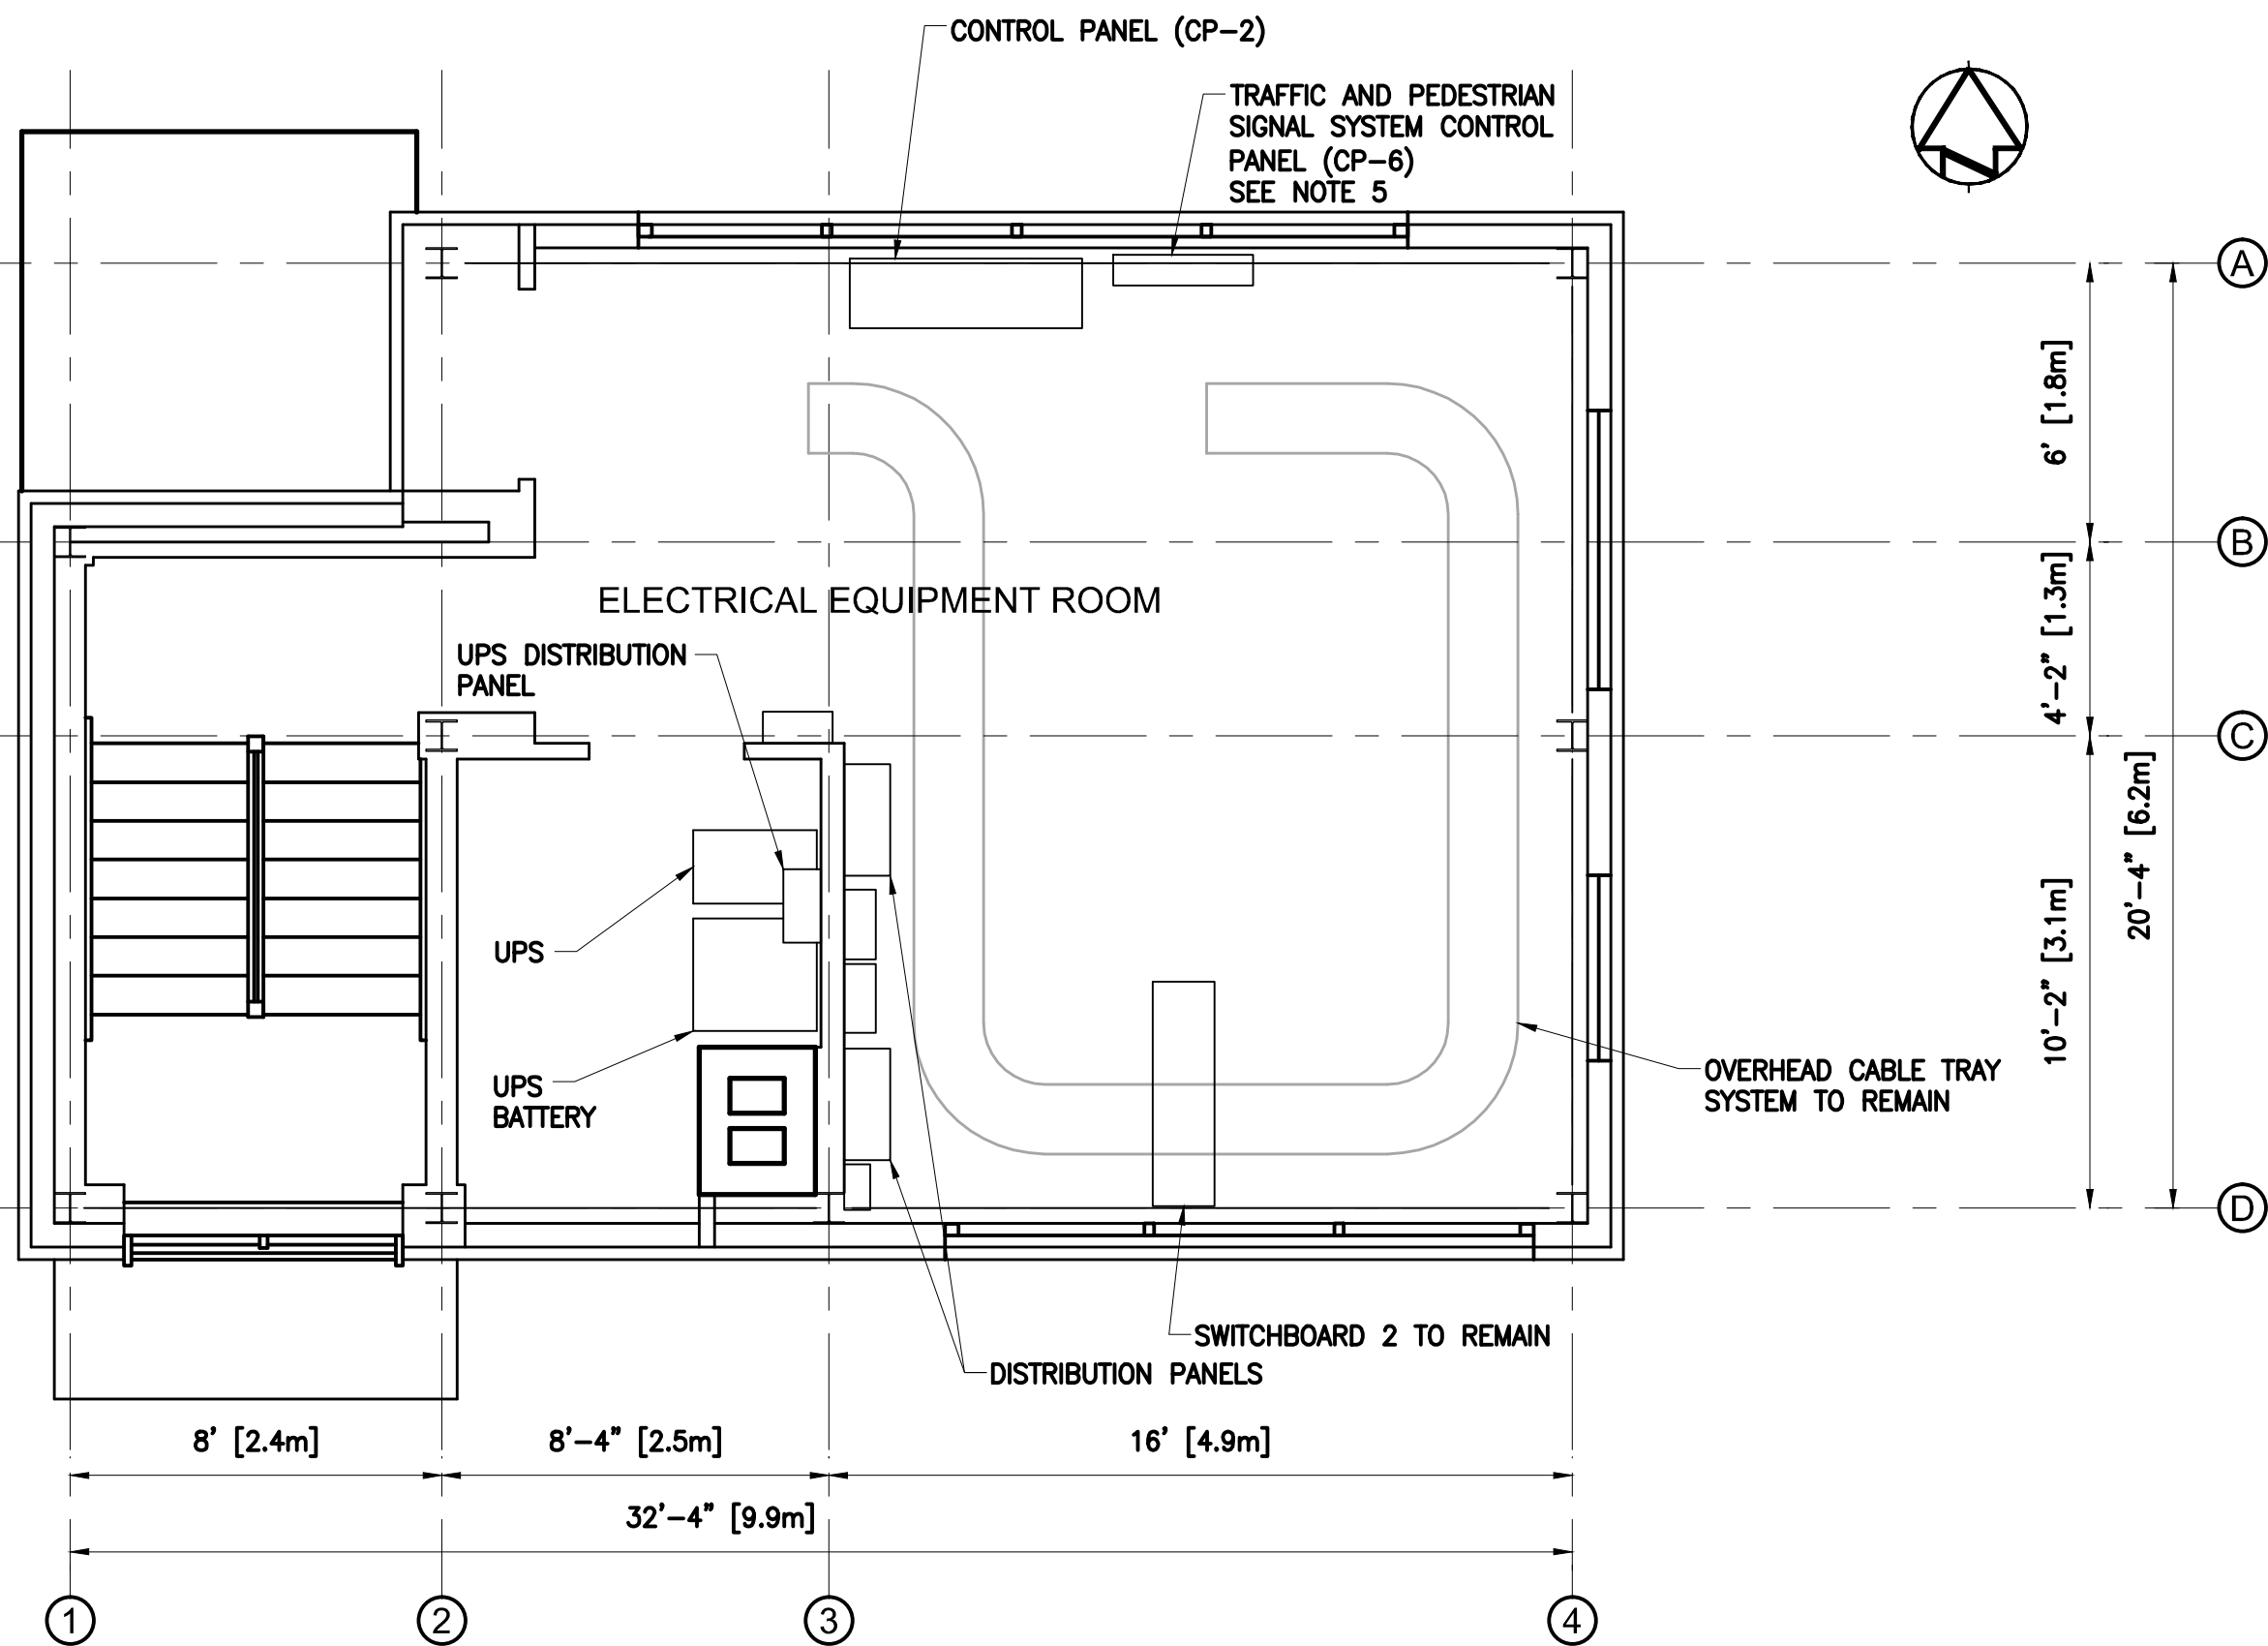 CONTROL PANEL (CP-2)
TRAFFIC AND PEDESTRIAN
SIGNAL SYSTEM CONTROL
PANEL (CP-6)
SEE NOTE 5
A
6' [1.8m]
B
ELECTRICAL EQUIPMENT ROOM
4'-2" [1.3m]
UPS DISTRIBUTION
PANEL
C
20'-4" [6.2m]
10'-2" [3.1m]
UPS
UPS
BATTERY
OVERHEAD CABLE TRAY
SYSTEM TO REMAIN
D
SWITCHBOARD 2 TO REMAIN
DISTRIBUTION PANELS
8' [2.4m]
8'-4" [2.5m]
16' [4.9m]
32'-4" [9.9m]
1
2
3
4